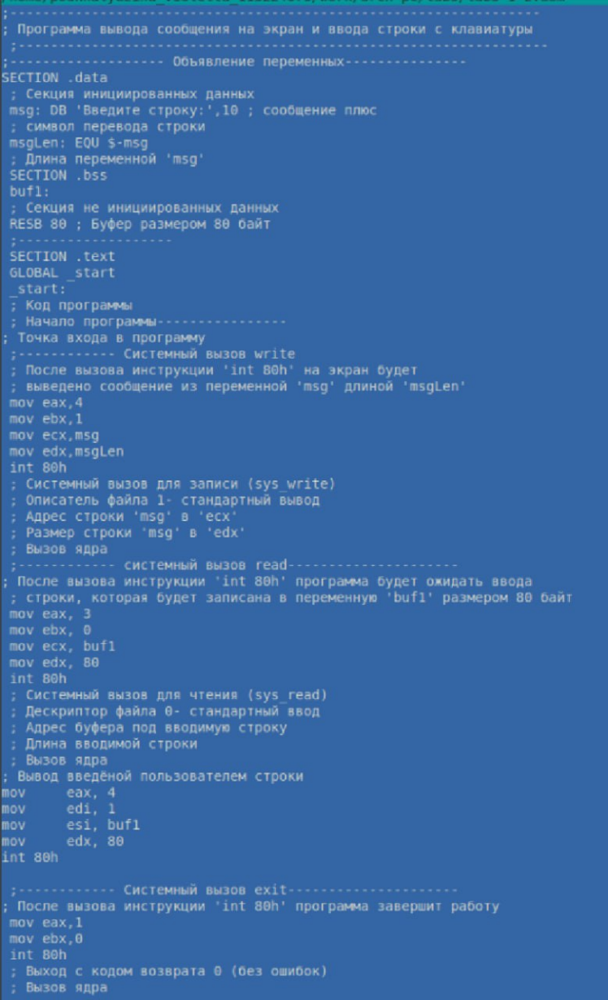 ;-----------------------------------------------------------------
; Программа вывода сообщения на экран и ввода строки с клавиатуры
;-----------------------------------------------------------------
;------------------- Объявление переменных---------------
SECTION .data
; Секция инициированных данных
msg: DB 'Введите строку:',10 ; сообщение плюс
; символ перевода строки
msgLen: EQU $-msg
; Длина переменной 'msg'
SECTION .bss
buf1:
; Секция не инициированных данных
RESB 80 ; Буфер размером 80 байт
;-------------------
SECTION .text
GLOBAL _start
_start:
; Код программы
; Начало программы----------------
; Точка входа в программу
;------------ Системный вызов write
; После вызова инструкции 'int 80h' на экран будет
; выведено сообщение из переменной 'msg' длиной 'msgLen'
mov eax,4
mov ebx,1
mov ecx,msg
mov edx,msgLen
int 80h
; Системный вызов для записи (sys_write)
; Описатель файла 1- стандартный вывод
; Адрес строки 'msg' в 'ecx'
; Размер строки 'msg' в 'edx'
; Вызов ядра
;------------ системный вызов read---------------------
; После вызова инструкции 'int 80h' программа будет ожидать ввода
; строки, которая будет записана в переменную 'buf1' размером 80 байт
mov eax, 3
mov ebx, 0
mov ecx, buf1
mov edx, 80
int 80h
; Системный вызов для чтения (sys_read)
; Дескриптор файла 0- стандартный ввод
; Адрес буфера под вводимую строку
; Длина вводимой строки
; Вызов ядра
; Вывод введёной пользователем строки
mov     eax, 4
mov     edi, 1
mov     esi, buf1
mov     edx, 80
int 80h
;------------ Системный вызов exit---------------------
; После вызова инструкции 'int 80h' программа завершит работу
mov eax,1
mov ebx,0
int 80h
; Выход с кодом возврата 0 (без ошибок)
; Вызов ядра